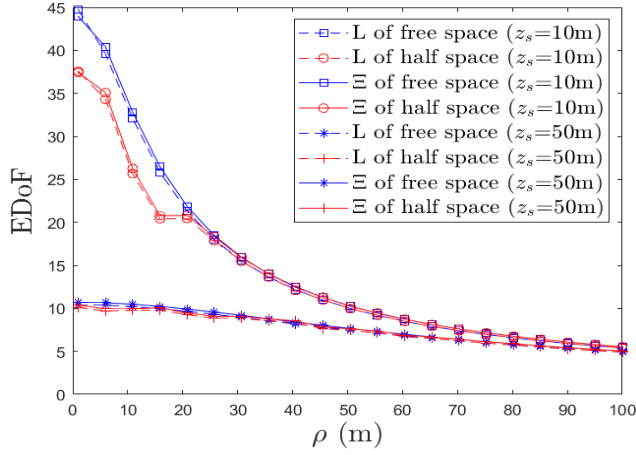 45
40
35
30
25
20
15
10
5
0
EDoF
L of free space (z_s=10m)
L of half space (z_s=10m)
Ξ of free space (z_s=10m)
Ξ of half space (z_s=10m)
L of free space (z_s=50m)
L of half space (z_s=50m)
Ξ of free space (z_s=50m)
Ξ of half space (z_s=50m)
0 10 20 30 40 50 60 70 80 90 100
ρ (m)